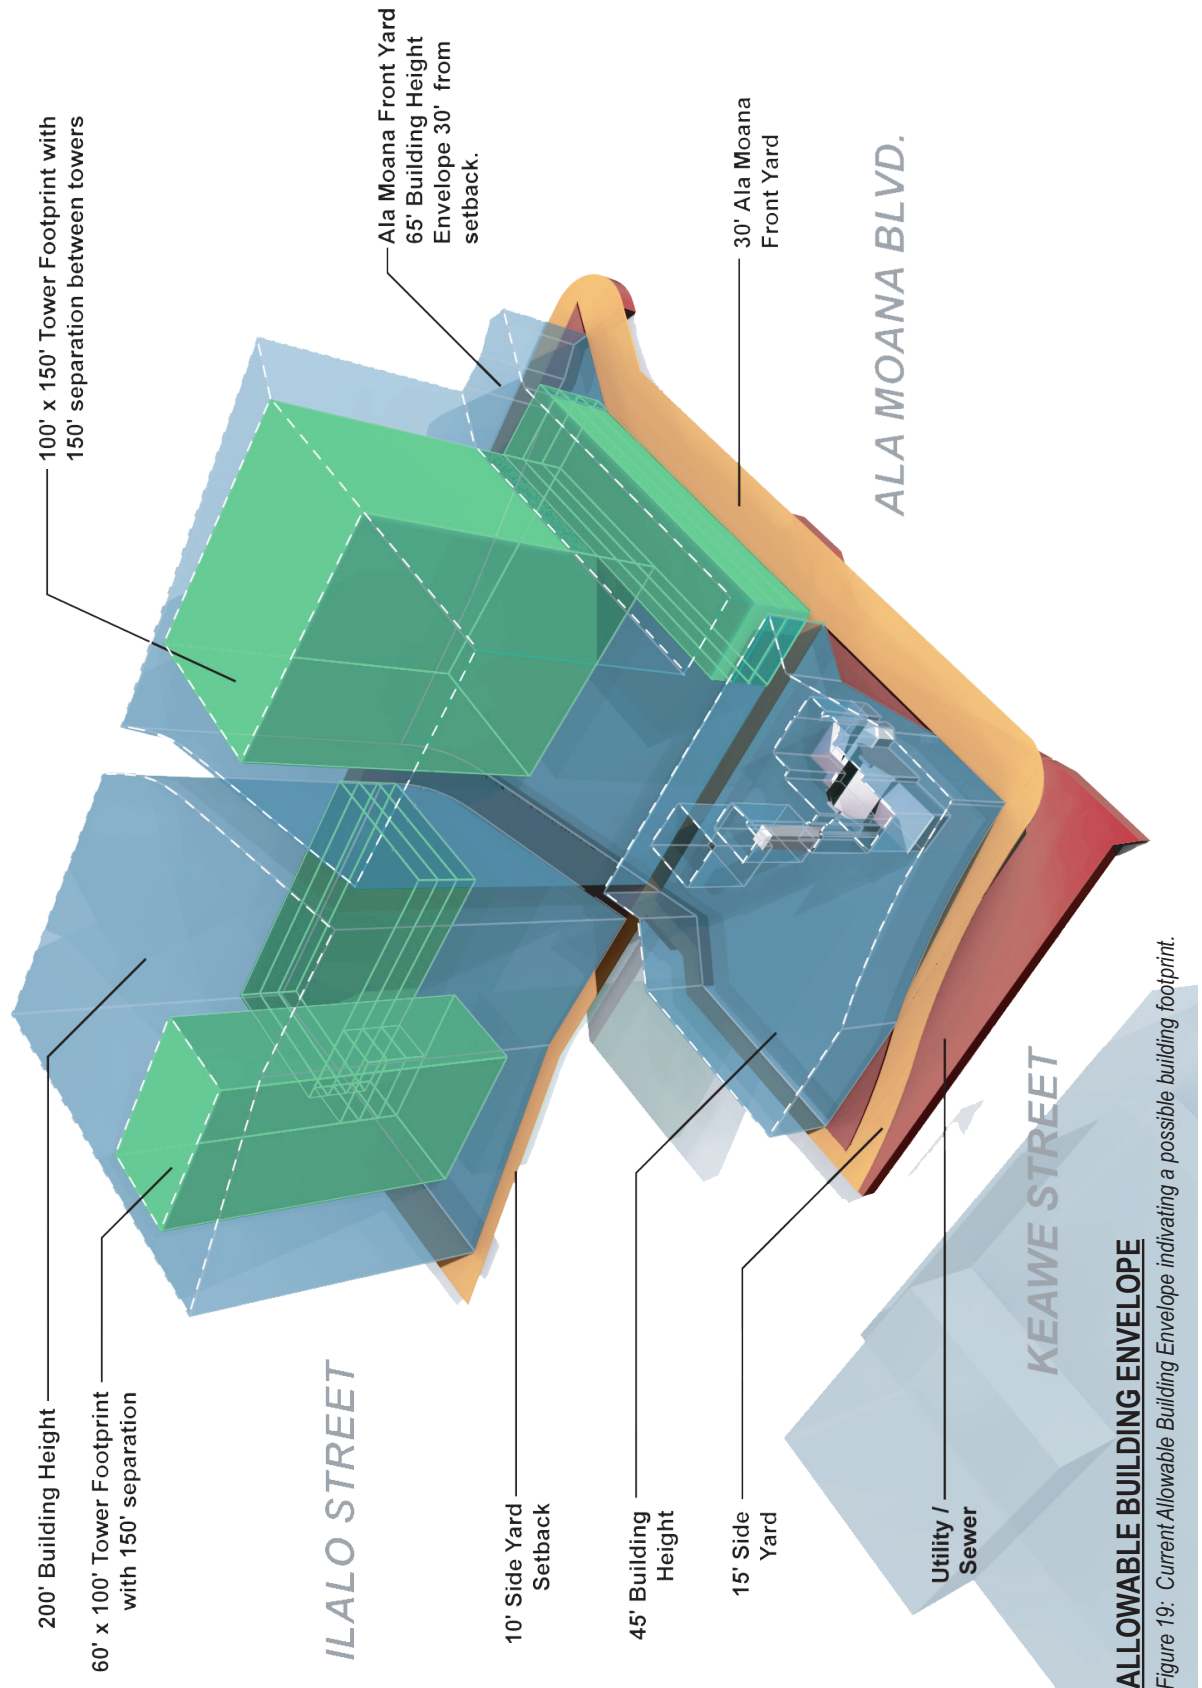 200' Building Height
60' x 100' Tower Footprint
with 150' separation
100' x 150' Tower Footprint with
150' separation between towers
Ala Moana Front Yard
65' Building Height
Envelope 30' from
setback.
30' Ala Moana
Front Yard
ILALO STREET
ALA MOANA BLVD.
10' Side Yard
Setback
45' Building
Height
15' Side
Yard
Utility /
Sewer
KEAWE STREET
ALLOWABLE BUILDING ENVELOPE
Figure 19: Current Allowable Building Envelope indivating a possible building footprint.